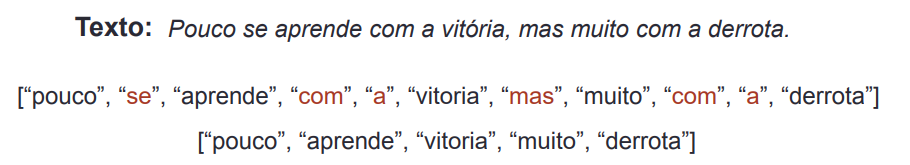 Texto: Pouco se aprende com a vitória, mas muito com a derrota.
[“pouco”, “se”, “aprende”, “com”, “a”, “vitoria”, “mas”, “muito”, “com”, “a”, “derrota”]
[“pouco”, “aprende”, “vitoria”, “muito”, “derrota”]